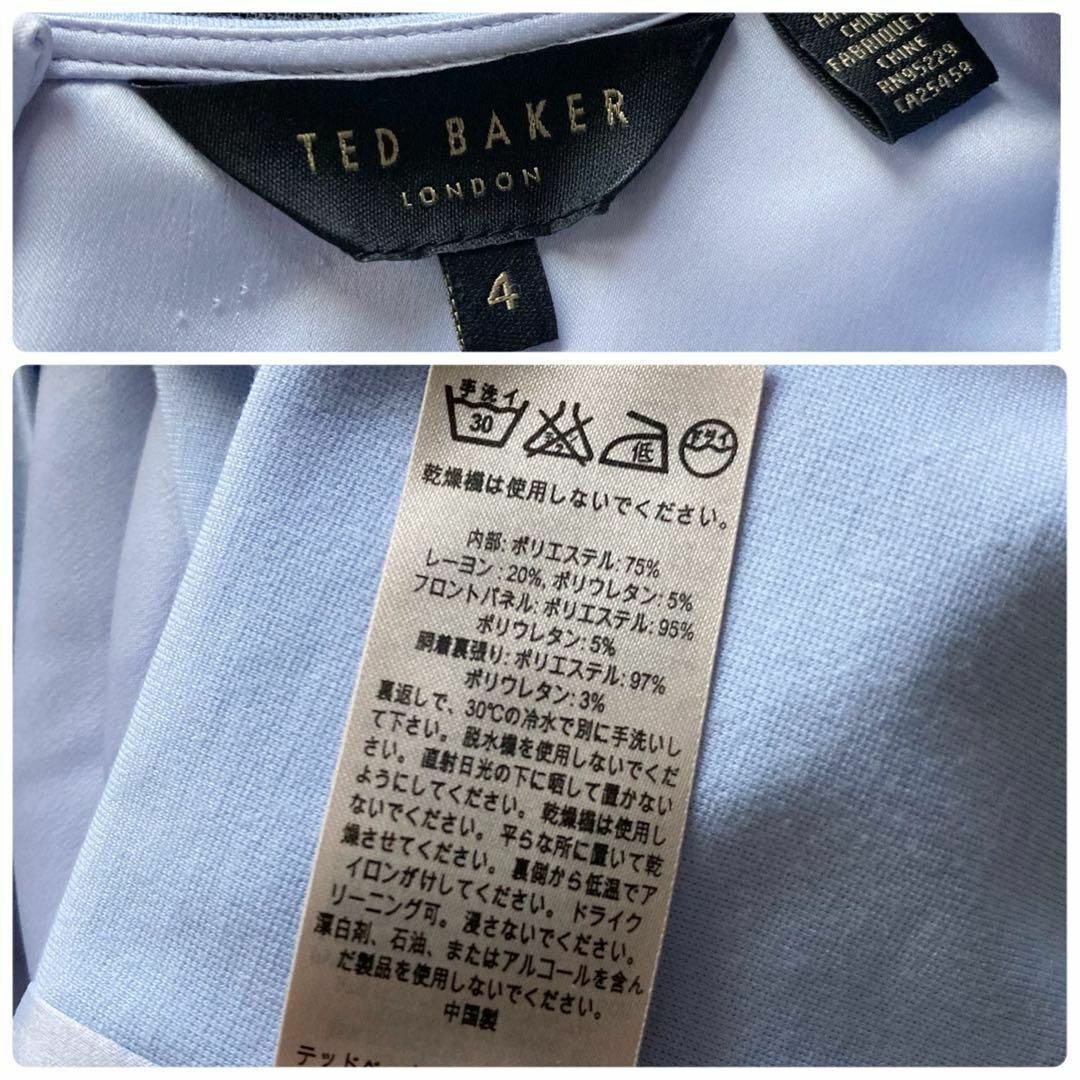 TED BAKER
LONDON
4
FABRIQUE E
CHINE
RN95229
CA25459
手洗イ
30
低
ドライ
乾燥機は使用しないでください。
内部: ポリエステル: 75%
レーヨン : 20%, ポリウレタン: 5%
フロントパネル: ポリエステル: 95%
ポリウレタン: 5%
胴着裏張り: ポリエステル: 97%
ポリウレタン: 3%
裏返しで、30℃の冷水で別に手洗いし
て下さい。 脱水機を使用しないでくだ
さい。 直射日光の下に晒して置かない
ようにしてください。 乾燥機は使用し
ないでください。 平らな所に置いて乾
燥させてください。 裏側から低温でア
イロンがけしてください。 ドライク
リーニング可。 浸さないでください。
漂白剤、石油、またはアルコールを含ん
だ製品を使用しないでください。
中国製